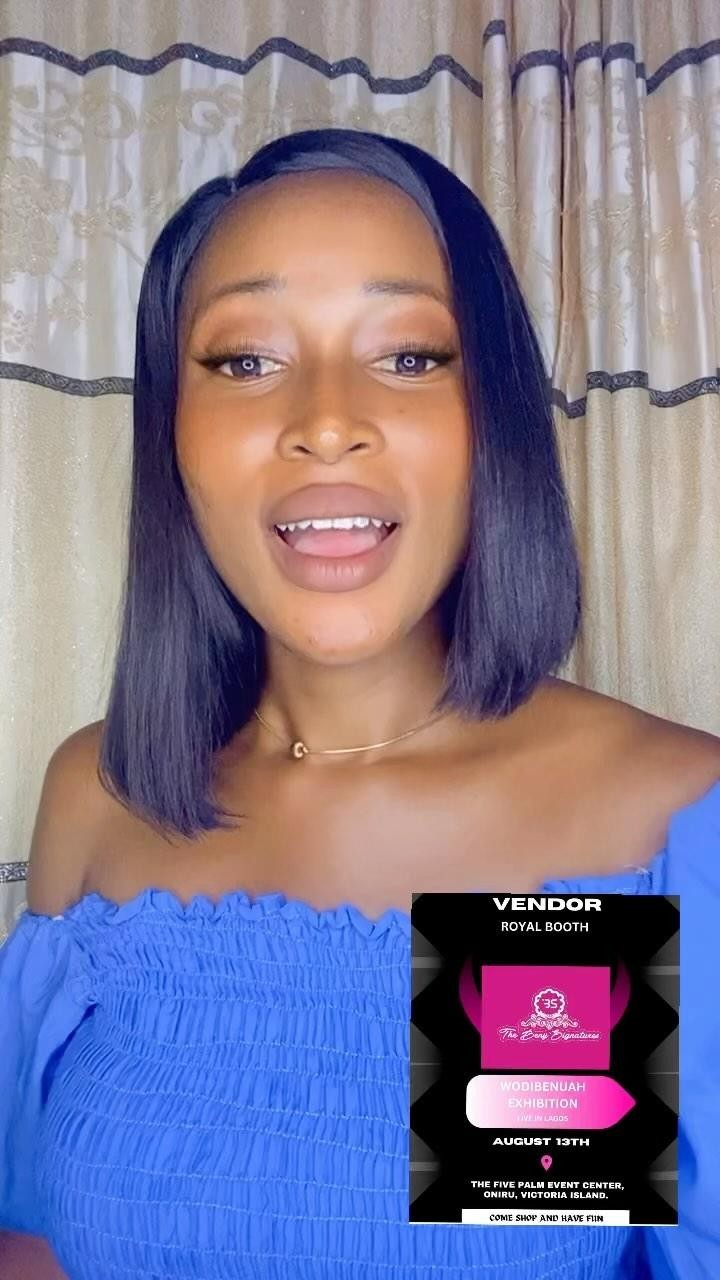 VENDOR
ROYAL BOOTH
The Beny Signatures
WODIBENUAH
EXHIBITION
LIVE IN LAGOS
AUGUST 13TH
THE FIVE PALM EVENT CENTER,
ONIRU, VICTORIA ISLAND.
COME SHOP AND HAVE FUN